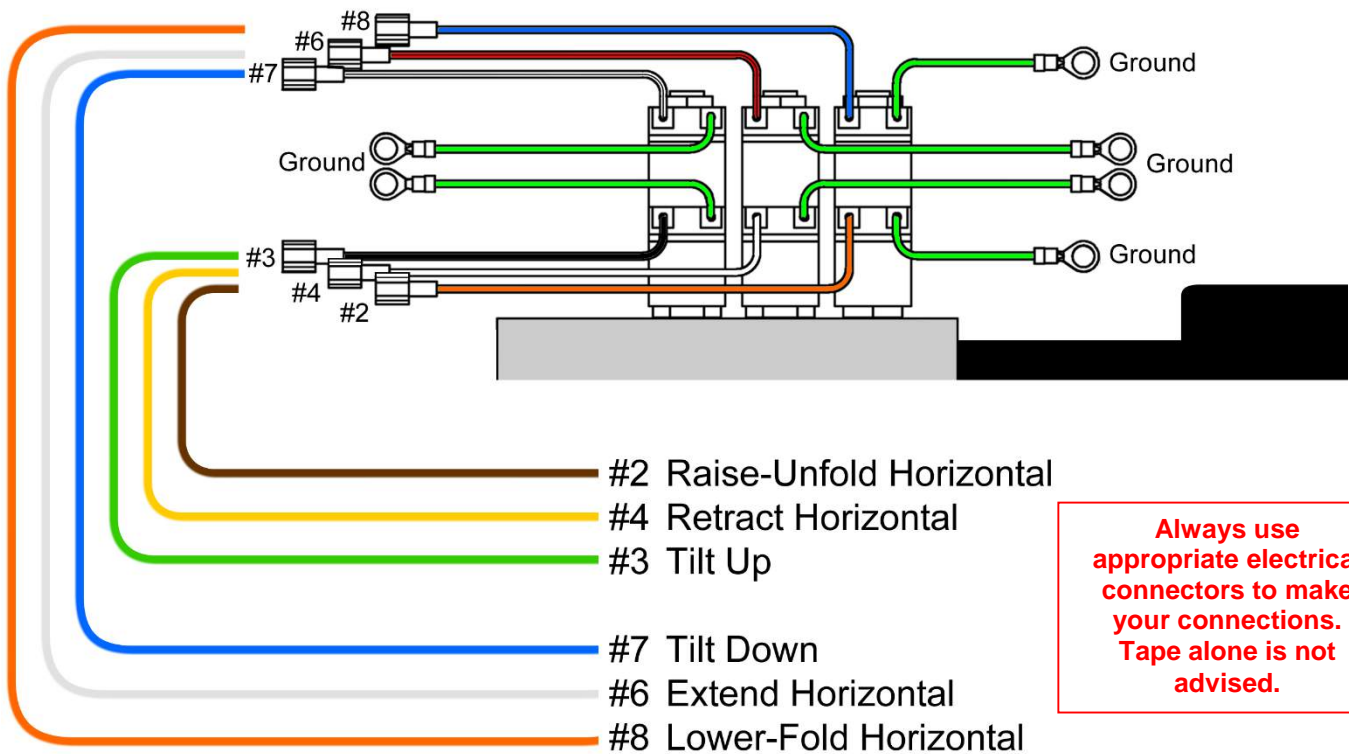 #8
#6
#7
Ground
Ground
Ground
Ground
#3
#4
#2
#2 Raise-Unfold Horizontal
#4 Retract Horizontal
#3 Tilt Up
#7 Tilt Down
#6 Extend Horizontal
#8 Lower-Fold Horizontal
Always use
appropriate electrica
connectors to make
your connections.
Tape alone is not
advised.